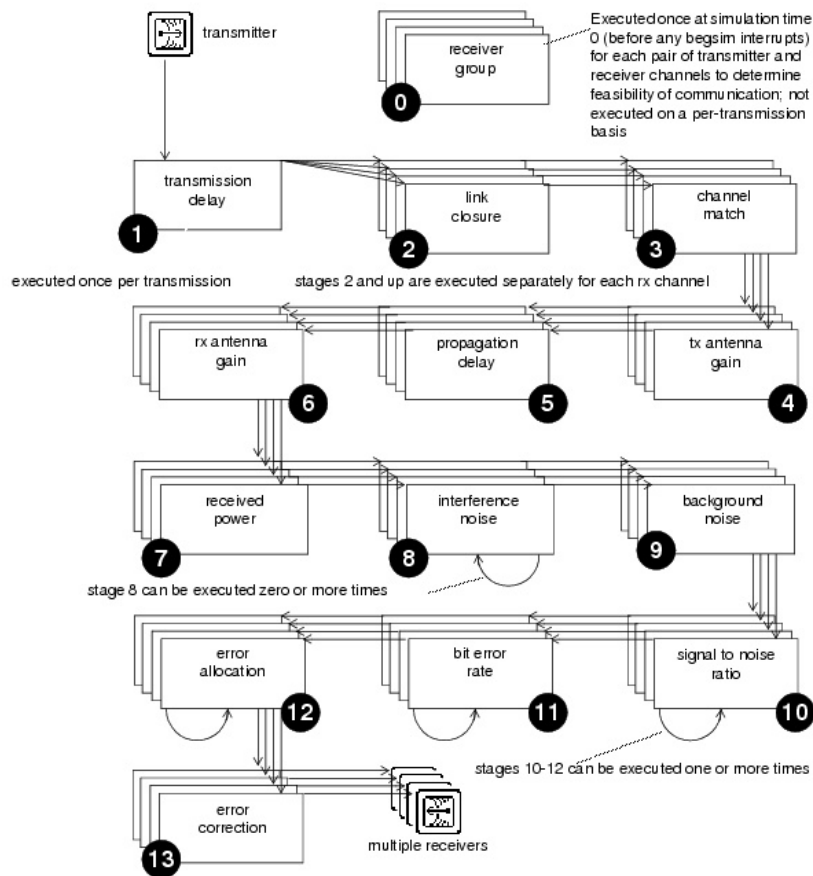 transmitter
receiver
group
0
Executed once at simulation time
0 (before any begsim interrupts)
for each pair of transmitter and
receiver channels to determine
feasibility of communication; not
executed on a per-transmission
basis
transmission
delay
1
link
closure
2
channel
match
3
executed once per transmission
stages 2 and up are executed separately for each rx channel
rx antenna
gain
6
propagation
delay
5
tx antenna
gain
4
received
power
7
interference
noise
8
background
noise
9
stage 8 can be executed zero or more times
error
allocation
12
bit error
rate
11
signal to noise
ratio
10
stages 10-12 can be executed one or more times
error
correction
13
multiple receivers